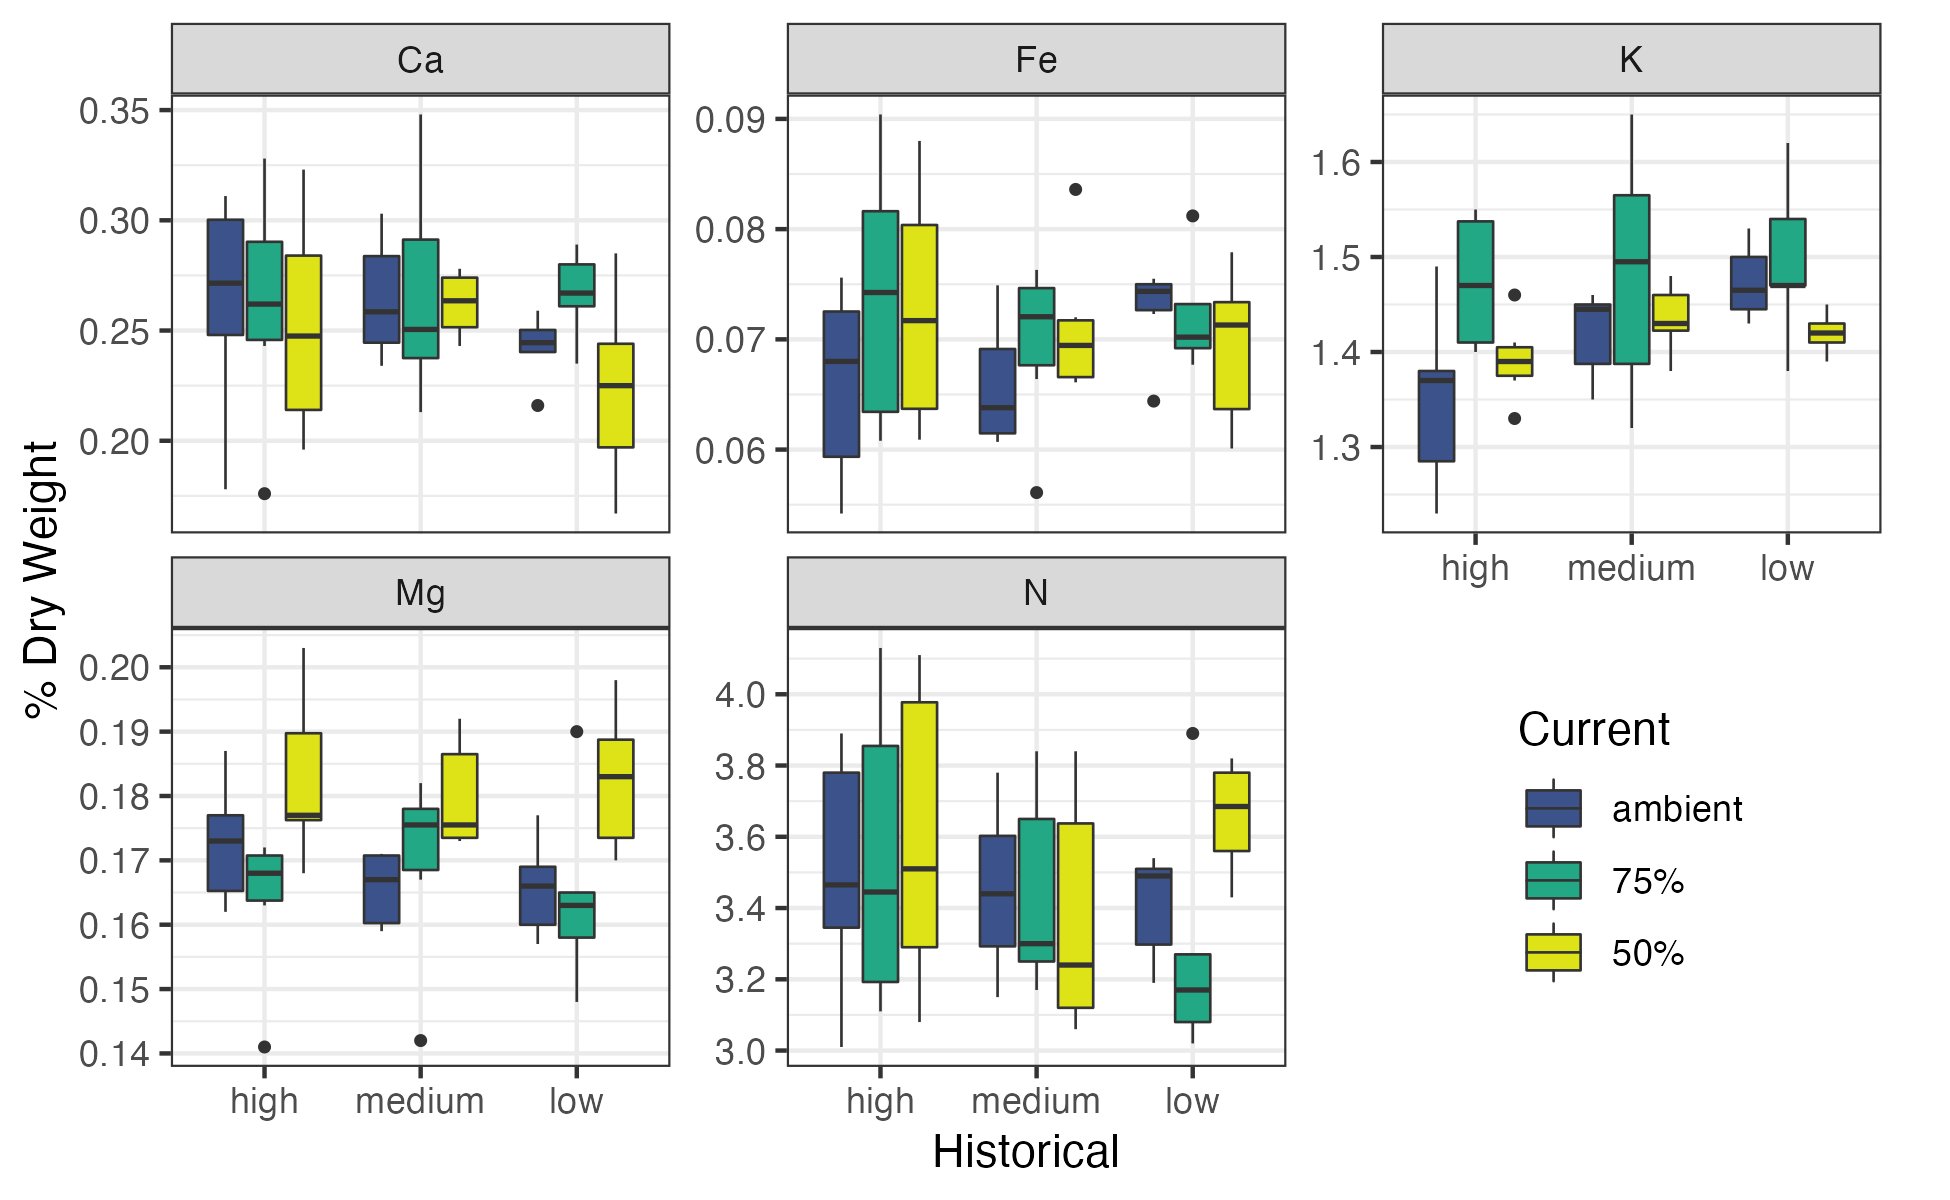 Ca
Fe
K
0.35
0.30
0.25
0.20
0.09
0.08
0.07
0.06
1.6
1.5
1.4
1.3
high medium low
% Dry Weight
Mg
N
0.20
0.19
0.18
0.17
0.16
0.15
0.14
4.0
3.8
3.6
3.4
3.2
3.0
high medium low
high medium low
Historical
Current
ambient
75%
50%